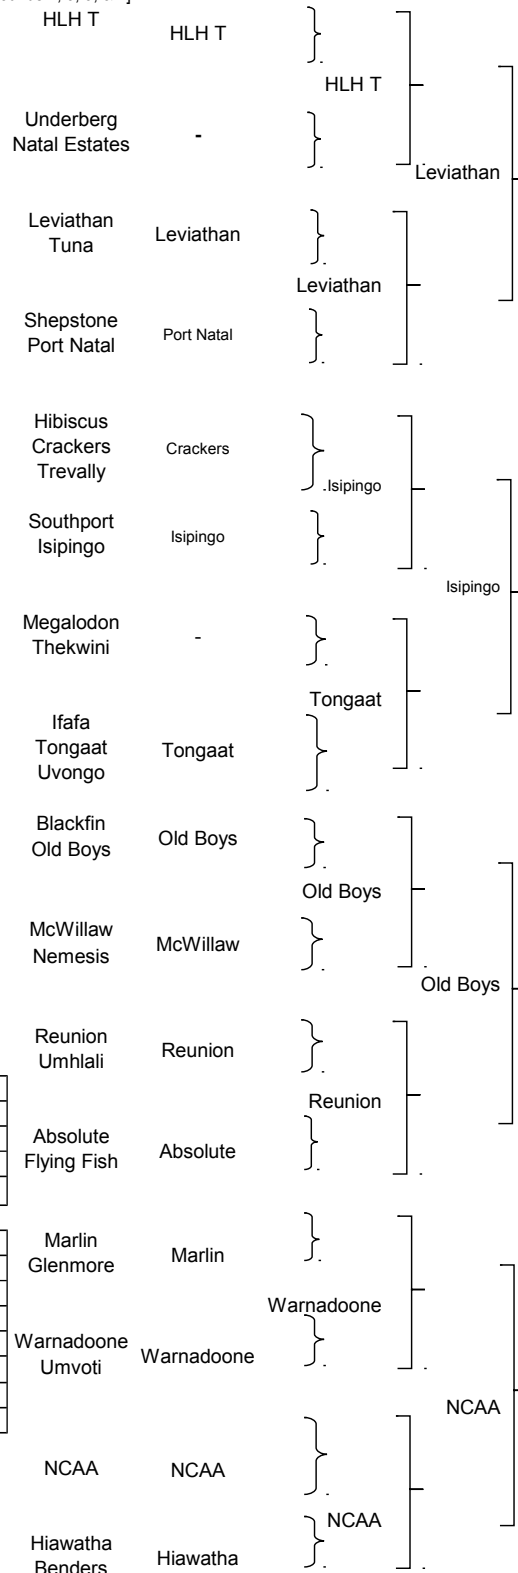 HLH T
HLH T
HLH T
Underberg
Natal Estates
-
Leviathan
Leviathan
Tuna
Leviathan
Leviathan
Shepstone
Port Natal
Port Natal
Hibiscus
Crackers
Trevally
Crackers
Isipingo
Southport
Isipingo
Isipingo
Isipingo
Megalodon
Thekwini
-
Tongaat
Ifafa
Tongaat
Uvongo
Tongaat
Blackfin
Old Boys
Old Boys
Old Boys
McWillaw
Nemesis
McWillaw
Old Boys
Reunion
Umhlali
Reunion
Reunion
Absolute
Flying Fish
Absolute
Marlin
Glenmore
Marlin
Warnadoone
Warnadoone
Umvoti
Warnadoone
NCAA
NCAA
NCAA
NCAA
Hiawatha
Benders
Hiawatha